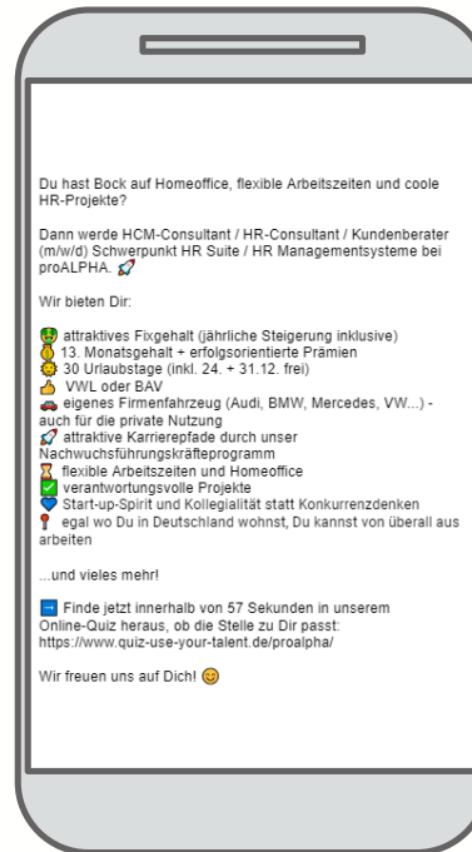 Du hast Bock auf Homeoffice, flexible Arbeitszeiten und coole
HR-Projekte?
Dann werde HCM-Consultant / HR-Consultant / Kundenberater
(m/w/d) Schwerpunkt HR Suite / HR Managementsysteme bei
proALPHA. 🚀
Wir bieten Dir:
🤑 attraktives Fixgehalt (jährliche Steigerung inklusive)
🥇 13. Monatsgehalt + erfolgsorientierte Prämien
🌞 30 Urlaubstage (inkl. 24. + 31.12. frei)
👍 VWL oder BAV
🚗 eigenes Firmenfahrzeug (Audi, BMW, Mercedes, VW...) -
auch für die private Nutzung
🚀 attraktive Karrierepfade durch unser
Nachwuchsführungskräfteprogramm
⏳ flexible Arbeitszeiten und Homeoffice
✅ verantwortungsvolle Projekte
💙 Start-up-Spirit und Kollegialität statt Konkurrenzdenken
📍 egal wo Du in Deutschland wohnst, Du kannst von überall aus
arbeiten
...und vieles mehr!
➡️ Finde jetzt innerhalb von 57 Sekunden in unserem
Online-Quiz heraus, ob die Stelle zu Dir passt:
https://www.quiz-use-your-talent.de/proalpha/
Wir freuen uns auf Dich! 😊